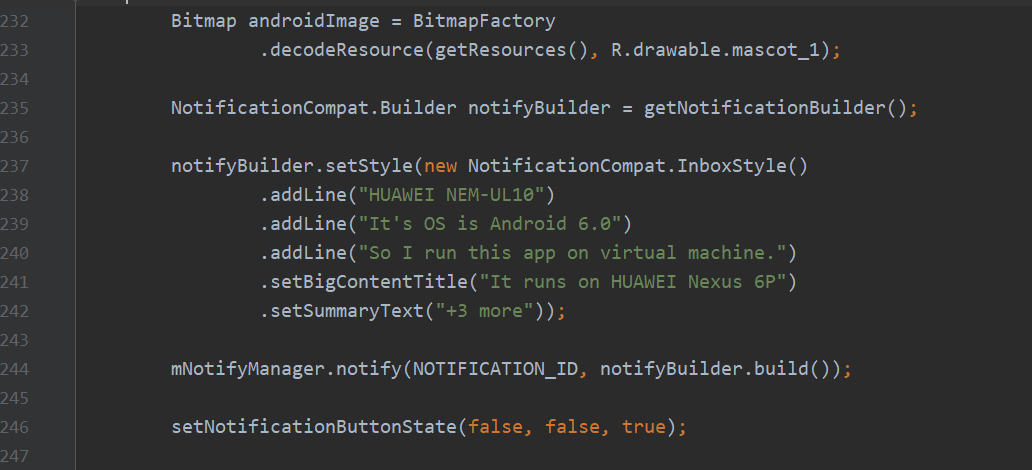 232 Bitmap androidImage = BitmapFactory
233 .decodeResource(getResources(), R.drawable.mascot_1);
234
235 NotificationCompat.Builder notifyBuilder = getNotificationBuilder();
236
237 notifyBuilder.setStyle(new NotificationCompat.InboxStyle()
238 .addLine("HUAWEI NEM-UL10")
239 .addLine("It's OS is Android 6.0")
240 .addLine("So I run this app on virtual machine.")
241 .setBigContentTitle("It runs on HUAWEI Nexus 6P")
242 .setSummaryText("+3 more"));
243
244 mNotifyManager.notify(NOTIFICATION_ID, notifyBuilder.build());
245
246 setNotificationButtonState(false, false, true);
247